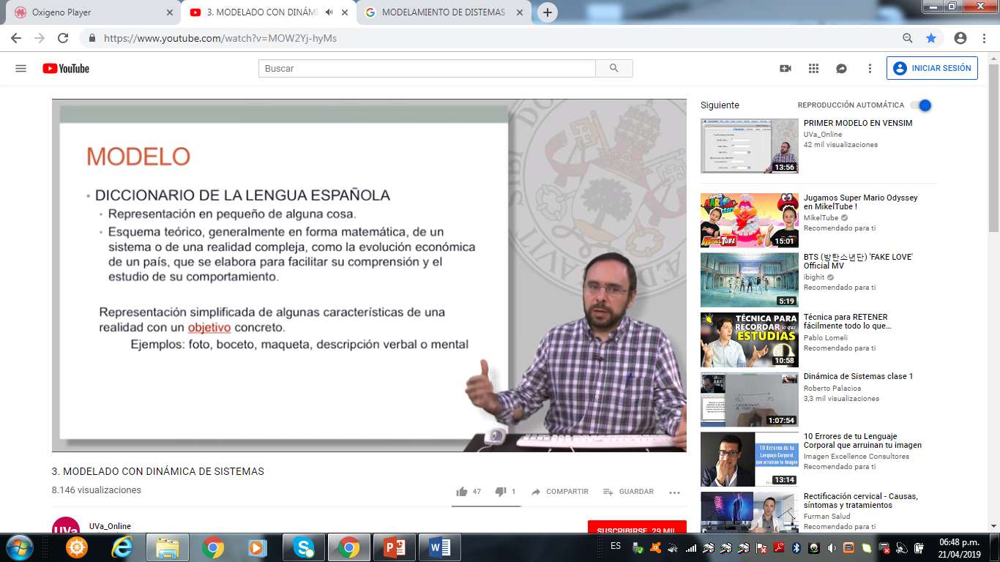 Oxigeno Player
3. MODELADO CON DINÁMI
MODELAMIENTO DE DISTEMAS
https://www.youtube.com/watch?v=MOW2Yj-hyMs
YouTube
Buscar
INICIAR SESIÓN
MODELO
• DICCIONARIO DE LA LENGUA ESPAÑOLA
• Representación en pequeño de alguna cosa.
• Esquema teórico, generalmente en forma matemática, de un
sistema o de una realidad compleja, como la evolución económica
de un país, que se elabora para facilitar su comprensión y el
estudio de su comportamiento.
Representación simplificada de algunas características de una
realidad con un objetivo concreto.
Ejemplos: foto, boceto, maqueta, descripción verbal o mental
3. MODELADO CON DINÁMICA DE SISTEMAS
8.146 visualizaciones
47
1
COMPARTIR
GUARDAR
UVa
UVa_Online
SUSCRIBIRSE 29 MIL
Siguiente
REPRODUCCIÓN AUTOMÁTICA
13:56
PRIMER MODELO EN VENSIM
UVa_Online
42 mil visualizaciones
SUPER
MARIO
MIKELTUBE
15:01
Jugamos Super Mario Odyssey
en MikelTube !
MikelTube
Recomendado para ti
5:19
BTS (방탄소년단) 'FAKE LOVE'
Official MV
ibighit
Recomendado para ti
TÉCNICA PARA
RECORDAR lo que
ESTUDIAS
10:58
Técnica para RETENER
fácilmente todo lo que...
Pablo Lomeli
Recomendado para ti
1:07:54
Dinámica de Sistemas clase 1
Roberto Palacios
3,3 mil visualizaciones
10 Errores de tu
Lenguaje Corporal
que arruinan tu Imagen
13:14
10 Errores de tu Lenguaje
Corporal que arruinan tu imagen
Imagen Excellence Consultores
Recomendado para ti
Rectificación cervical - Causas,
síntomas y tratamientos
Furman Salud
Recomendado para ti
ES
06:48 p.m.
21/04/2019